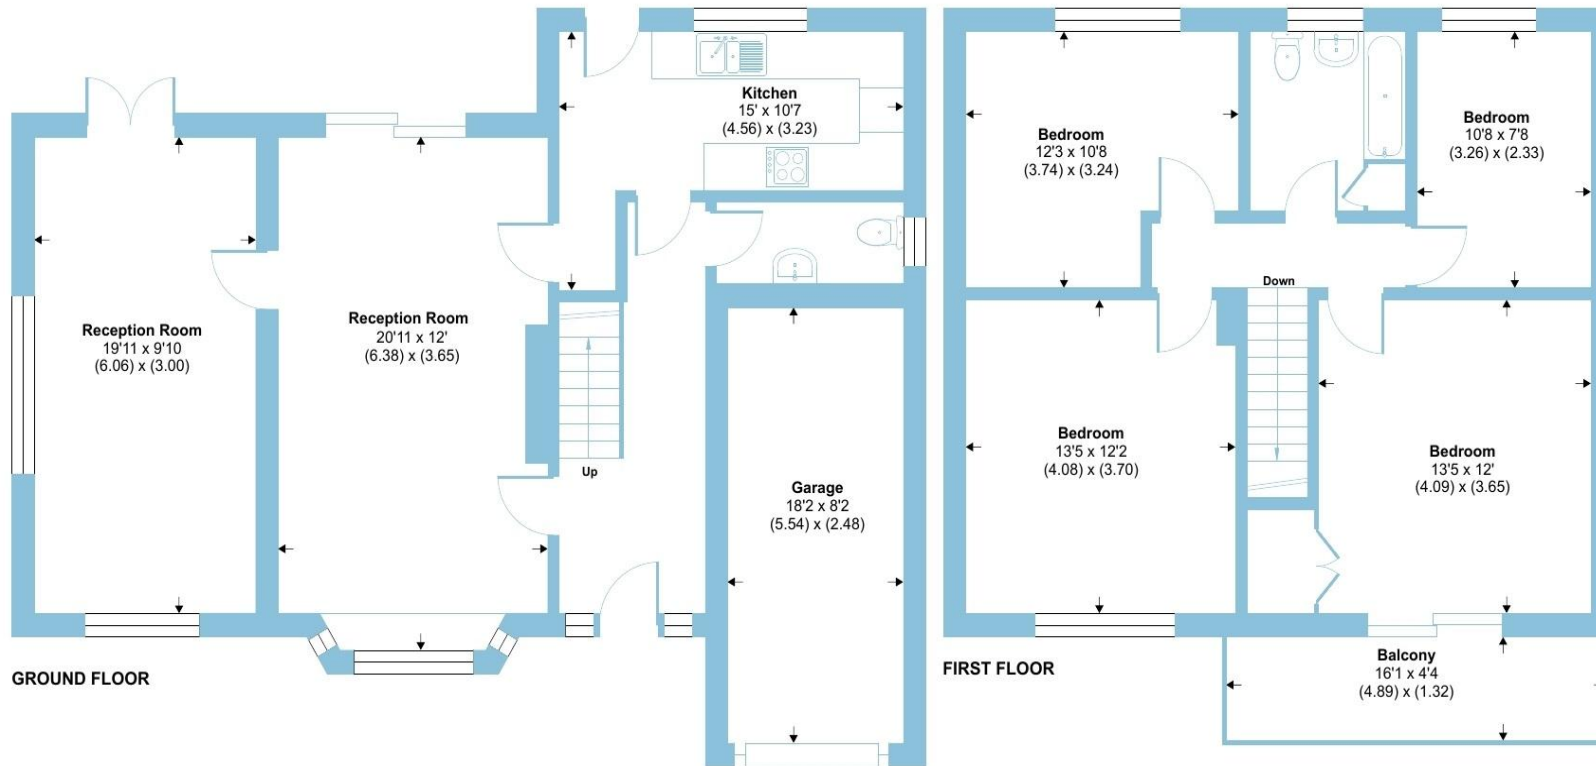 Kitchen
15' x 10'7
(4.56) x (3.23)
Reception Room
19'11 x 9'10
(6.06) x (3.00)
Reception Room
20'11 x 12'
(6.38) x (3.65)
Up
Garage
18'2 x 8'2
(5.54) x (2.48)
GROUND FLOOR
Bedroom
12'3 x 10'8
(3.74) x (3.24)
Bedroom
10'8 x 7'8
(3.26) x (2.33)
Down
Bedroom
13'5 x 12'2
(4.08) x (3.70)
Bedroom
13'5 x 12'
(4.09) x (3.65)
Balcony
16'1 x 4'4
(4.89) x (1.32)
FIRST FLOOR